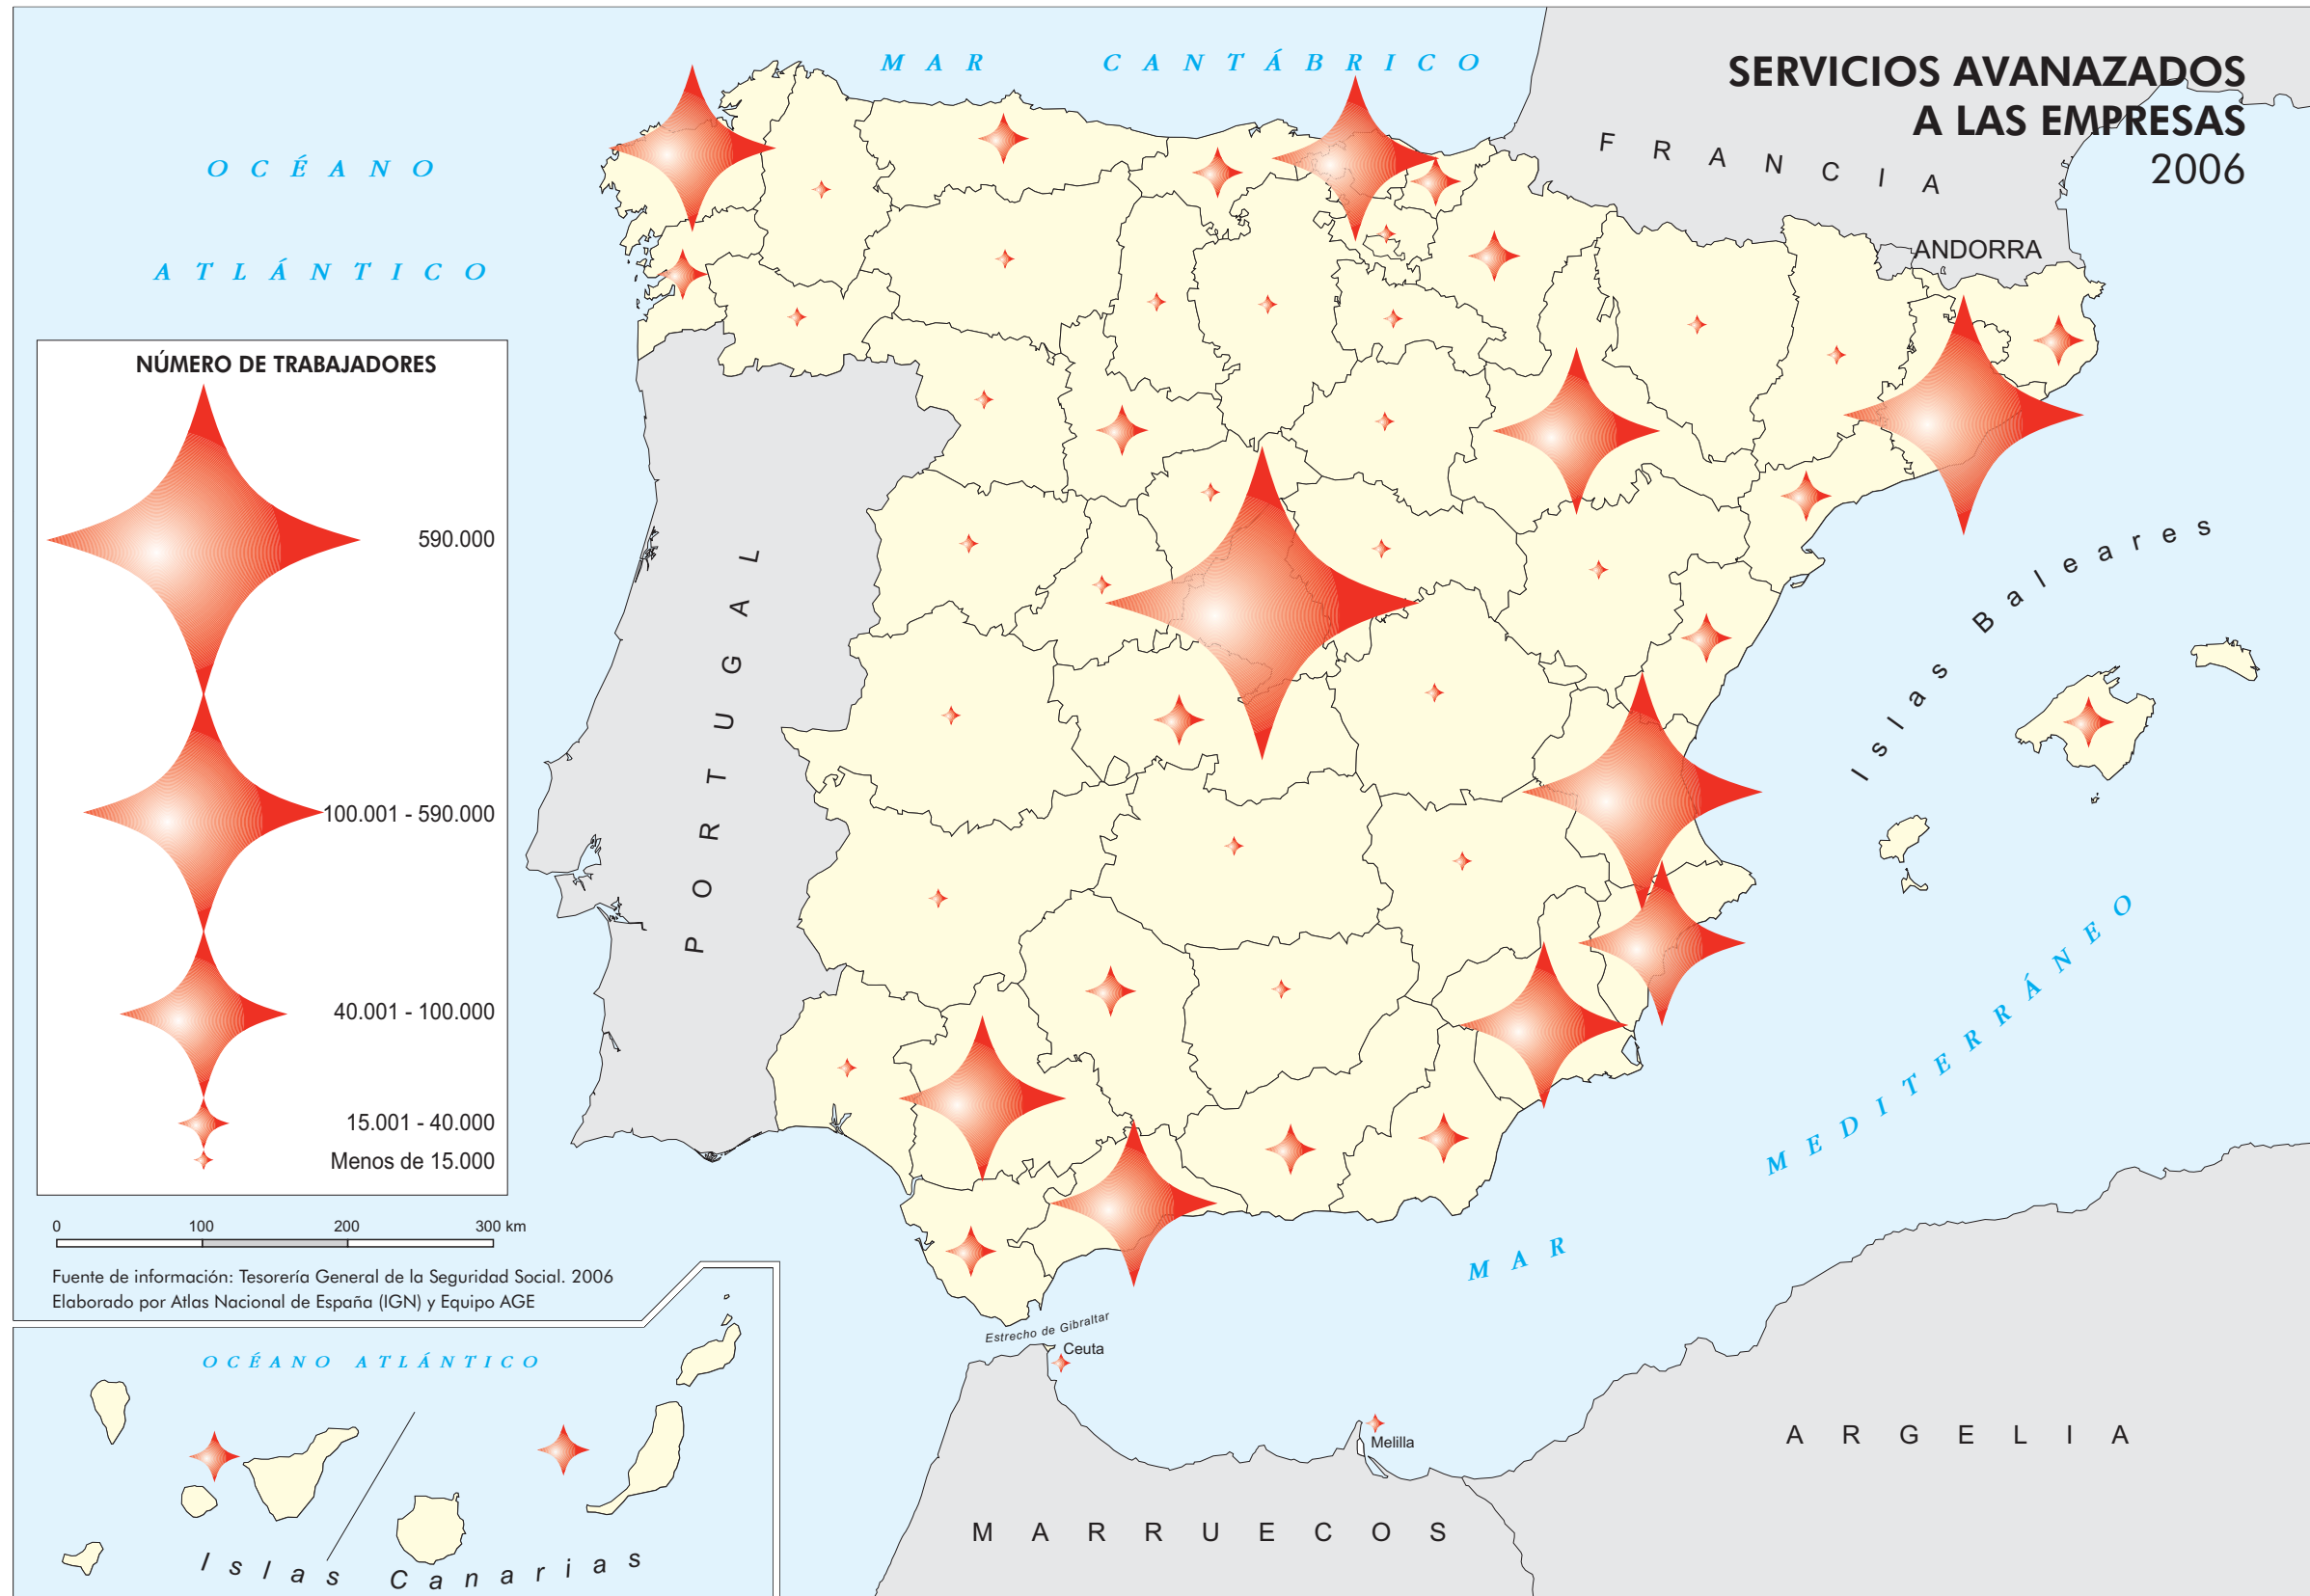 SERVICIOS AVANAZADOS
A LAS EMPRESAS
2006
MAR CANTÁBRICO
OCÉANO
ATLÁNTICO
FRANCIA
ANDORRA
NÚMERO DE TRABAJADORES
590.000
100.001 - 590.000
40.001 - 100.000
15.001 - 40.000
Menos de 15.000
PORTUGAL
Islas Baleares
MAR MEDITERRÁNEO
0 100 200 300 km
Fuente de información: Tesorería General de la Seguridad Social. 2006
Elaborado por Atlas Nacional de España (IGN) y Equipo AGE
Estrecho de Gibraltar
Ceuta
Melilla
OCÉANO ATLÁNTICO
Islas Canarias
MARRUECOS
ARGELIA